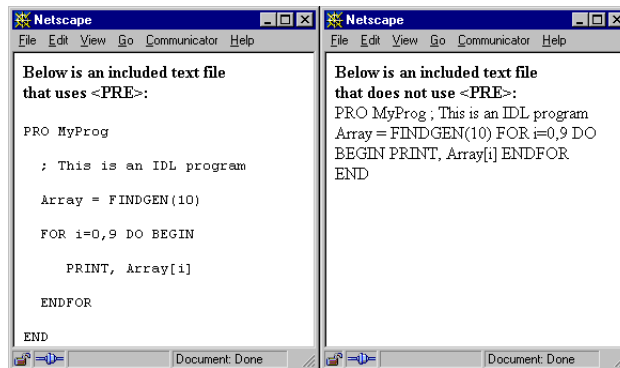 Netscape
File Edit View Go Communicator Help
Below is an included text file
that uses <PRE>:
PRO MyProg
; This is an IDL program
Array = FINDGEN(10)
FOR i=0,9 DO BEGIN
PRINT, Array[i]
ENDFOR
END
Document: Done
Netscape
File Edit View Go Communicator Help
Below is an included text file
that does not use <PRE>:
PRO MyProg ; This is an IDL program
Array = FINDGEN(10) FOR i=0,9 DO
BEGIN PRINT, Array[i] ENDFOR
END
Document: Done